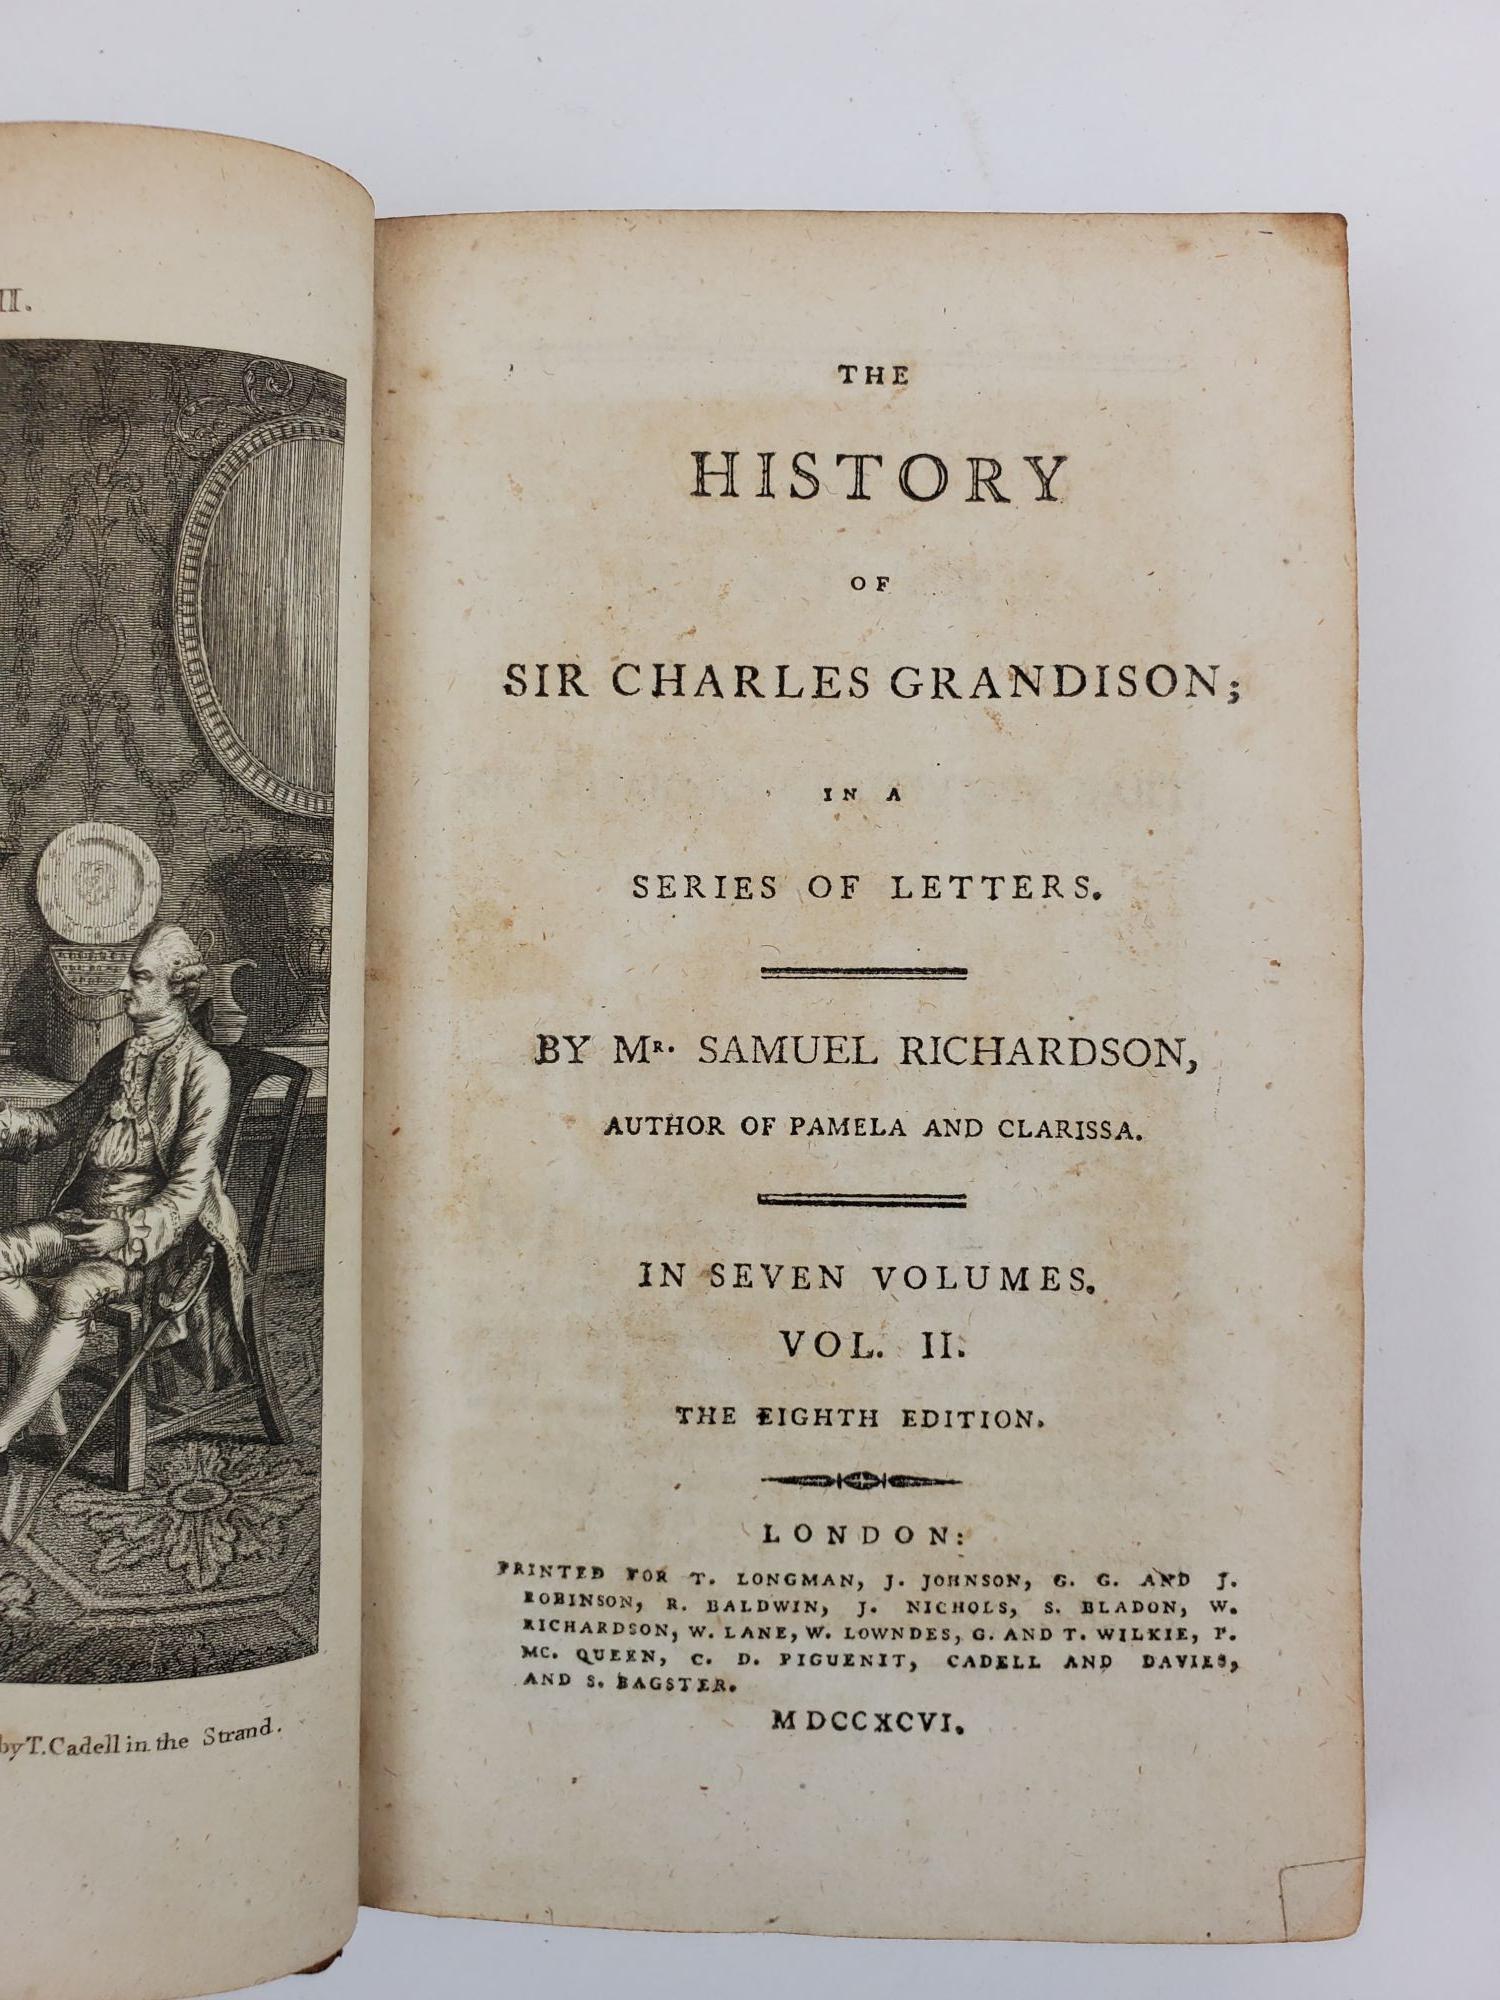 II.
by T. Cadell in the Strand.
THE
HISTORY
OF
SIR CHARLES GRANDISON;
IN A
SERIES OF LETTERS.
BY MR. SAMUEL RICHARDSON,
AUTHOR OF PAMELA AND CLARISSA.
IN SEVEN VOLUMES.
VOL. II.
THE EIGHTH EDITION.
LONDON:
PRINTED FOR T. LONGMAN, J. JOHNSON, G. G. AND J.
ROBINSON, R. BALDWIN, J. NICHOLS, S. BLADON, W.
RICHARDSON, W. LANE, W. LOWNDES, G. AND T. WILKIE, P.
MC. QUEEN, C. D. PIGUENIT, CADELL AND DAVIES,
AND S. BAGSTER.
MDCCXCVI.